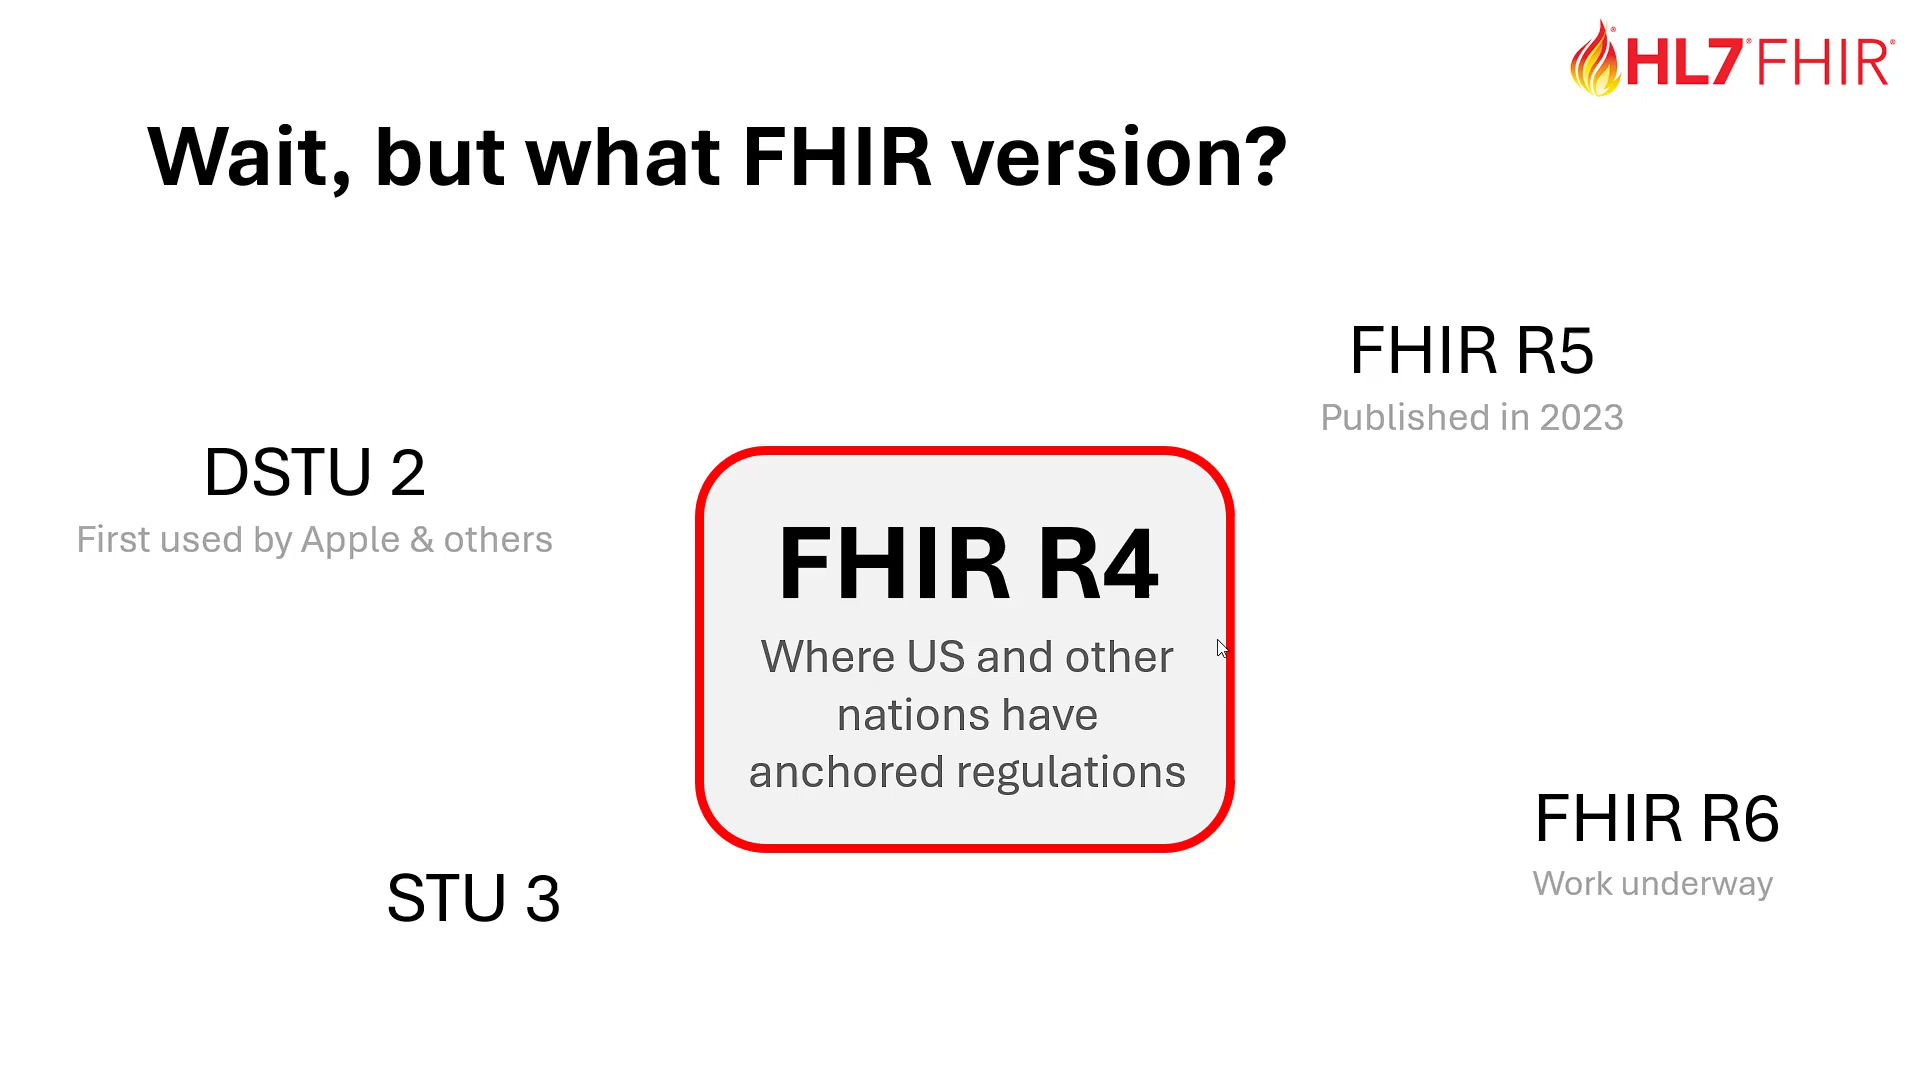 HL7 FHIR
Wait, but what FHIR version?
DSTU 2
First used by Apple & others
STU 3
FHIR R4
Where US and other
nations have
anchored regulations
FHIR R5
Published in 2023
FHIR R6
Work underway